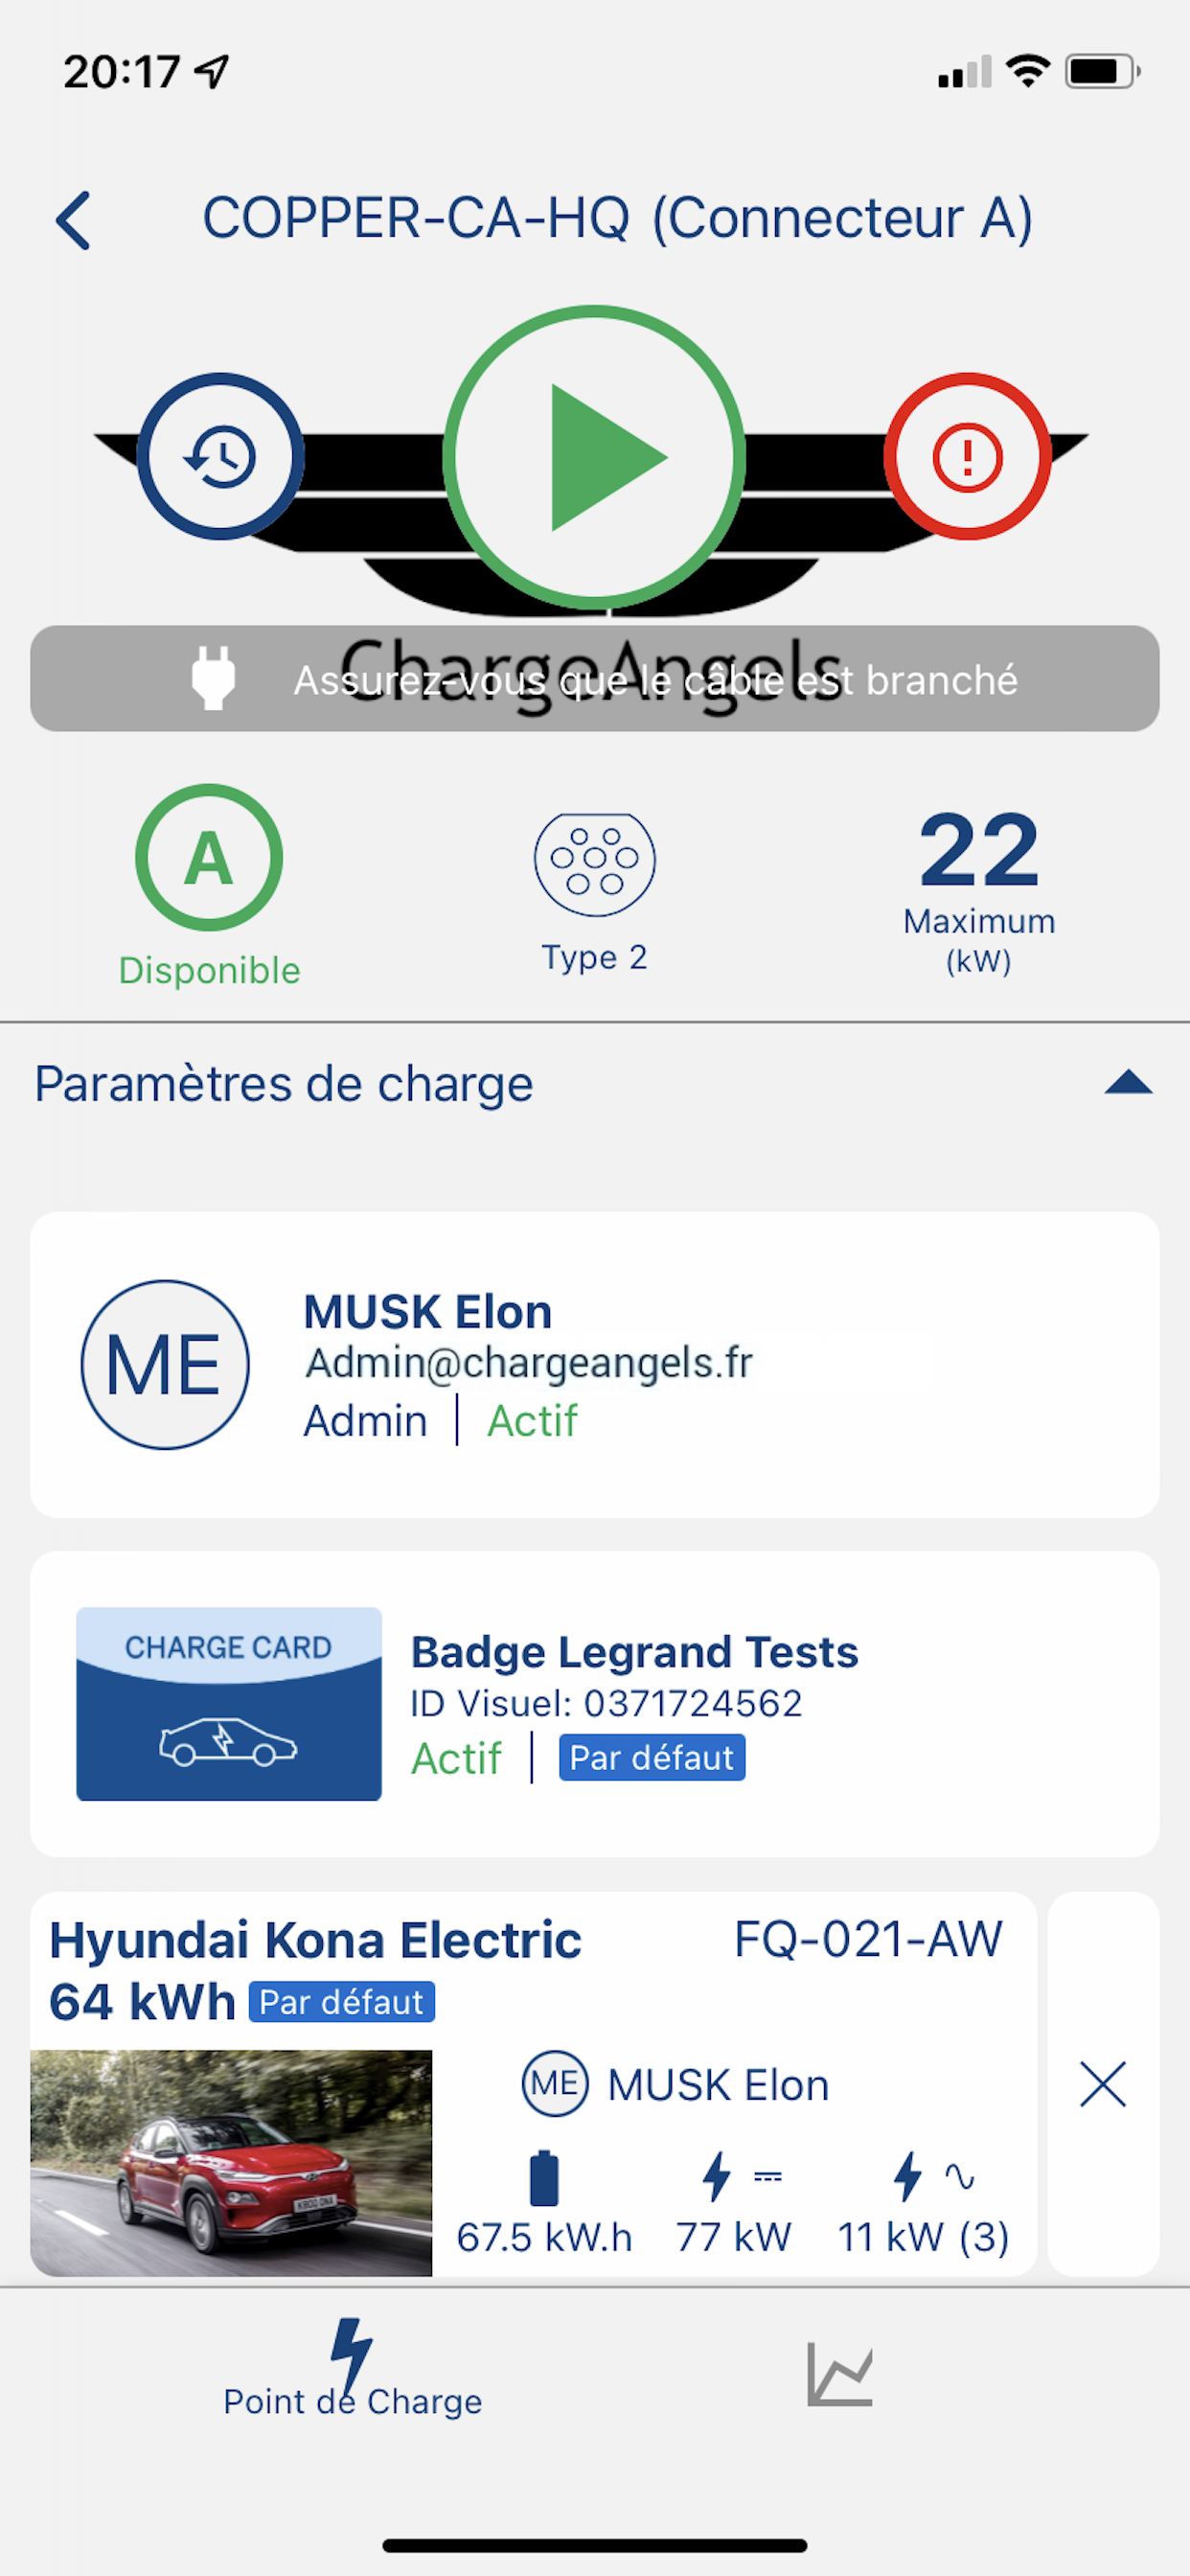 20:17
COPPER-CA-HQ (Connecteur A)
ChargeAngels
Assurez-vous que le câble est branché
A
Disponible
Type 2
22
Maximum
(kW)
Paramètres de charge
ME
MUSK Elon
Admin@chargeangels.fr
Admin | Actif
CHARGE CARD
Badge Legrand Tests
ID Visuel: 0371724562
Actif | Par défaut
Hyundai Kona Electric FQ-021-AW
64 kWh Par défaut
ME MUSK Elon
67.5 kW.h 77 kW 11 kW (3)
Point de Charge